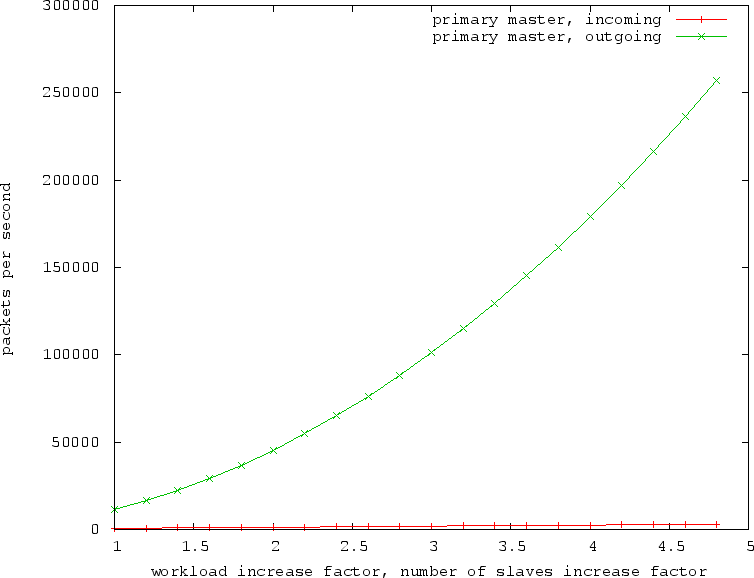 primary master, incoming
primary master, outgoing
300000
250000
200000
150000
100000
50000
0
packets per second
1 1.5 2 2.5 3 3.5 4 4.5 5
workload increase factor, number of slaves increase factor